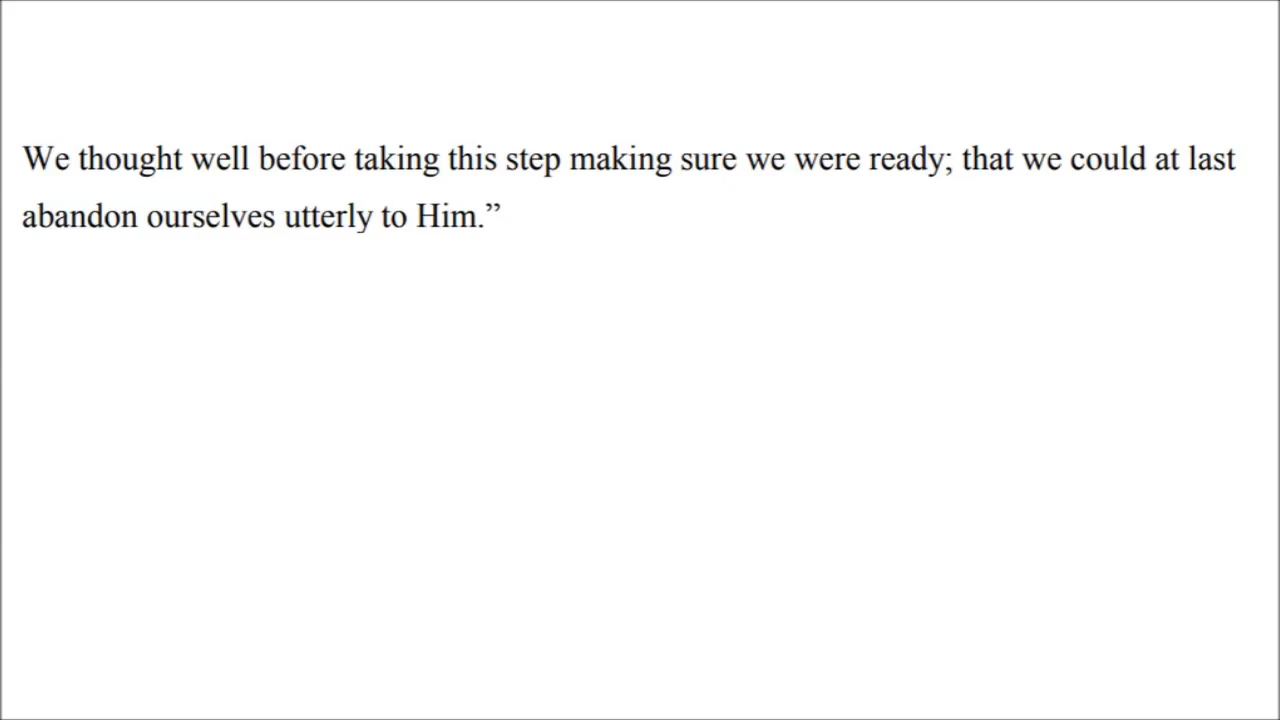 We thought well before taking this step making sure we were ready; that we could at last
abandon ourselves utterly to Him.”